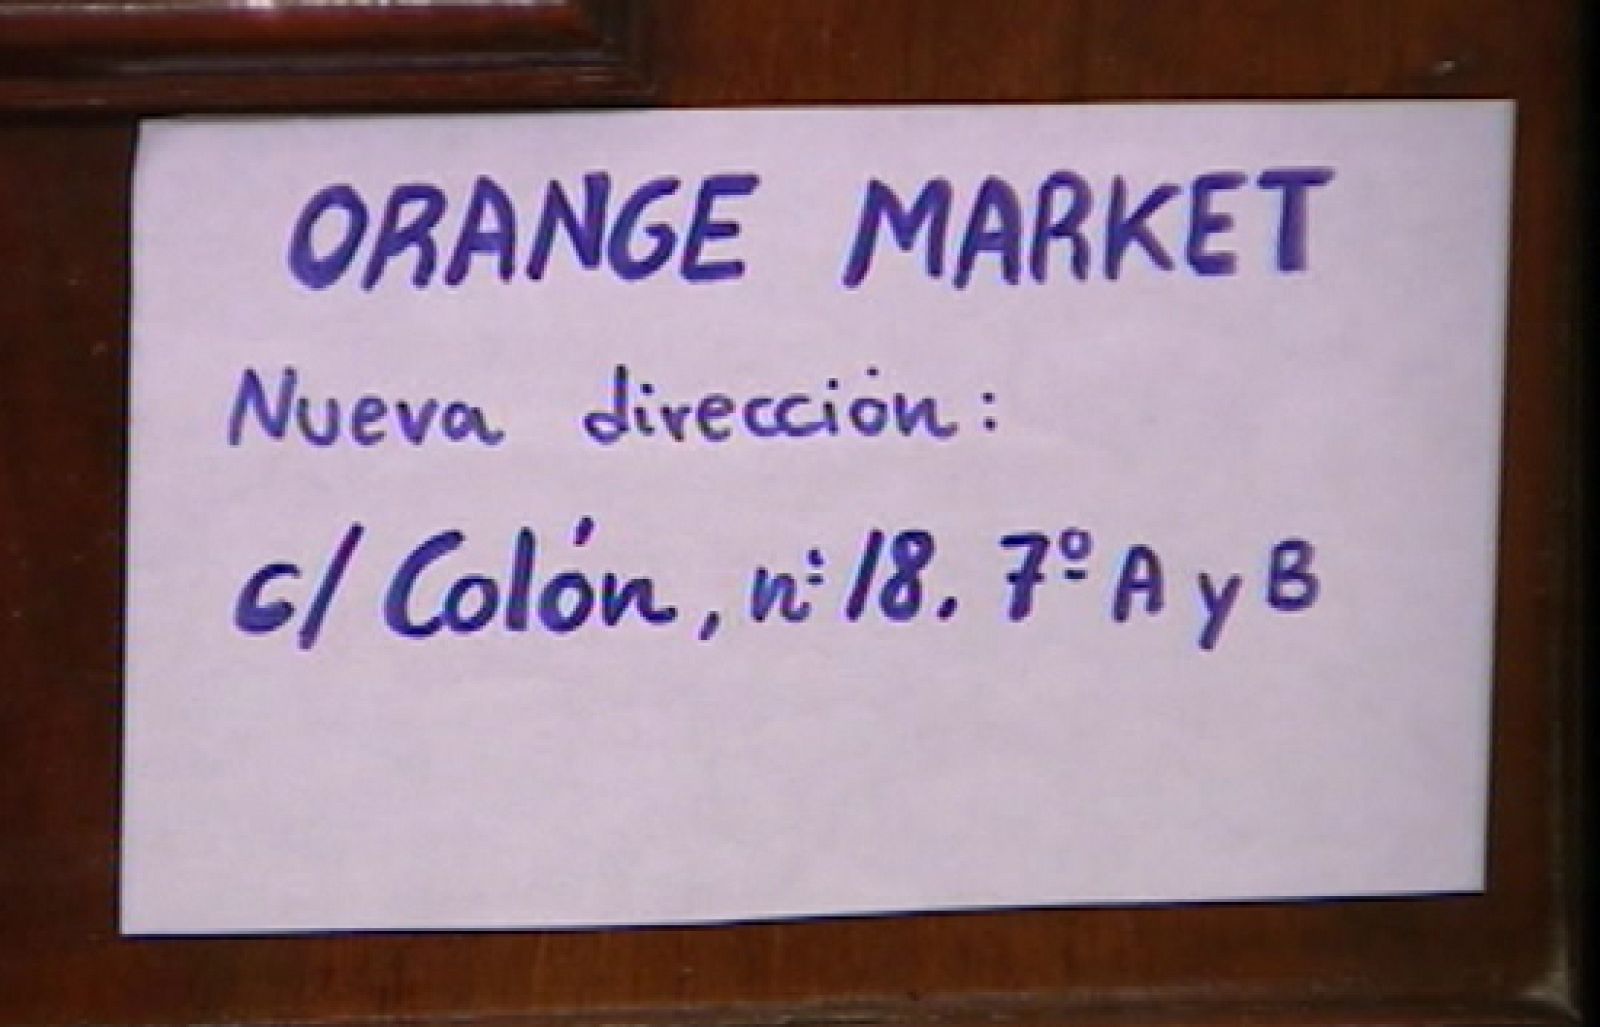 ORANGE MARKET
Nueva dirección:
c/ Colón, nº 18. 7º A y B